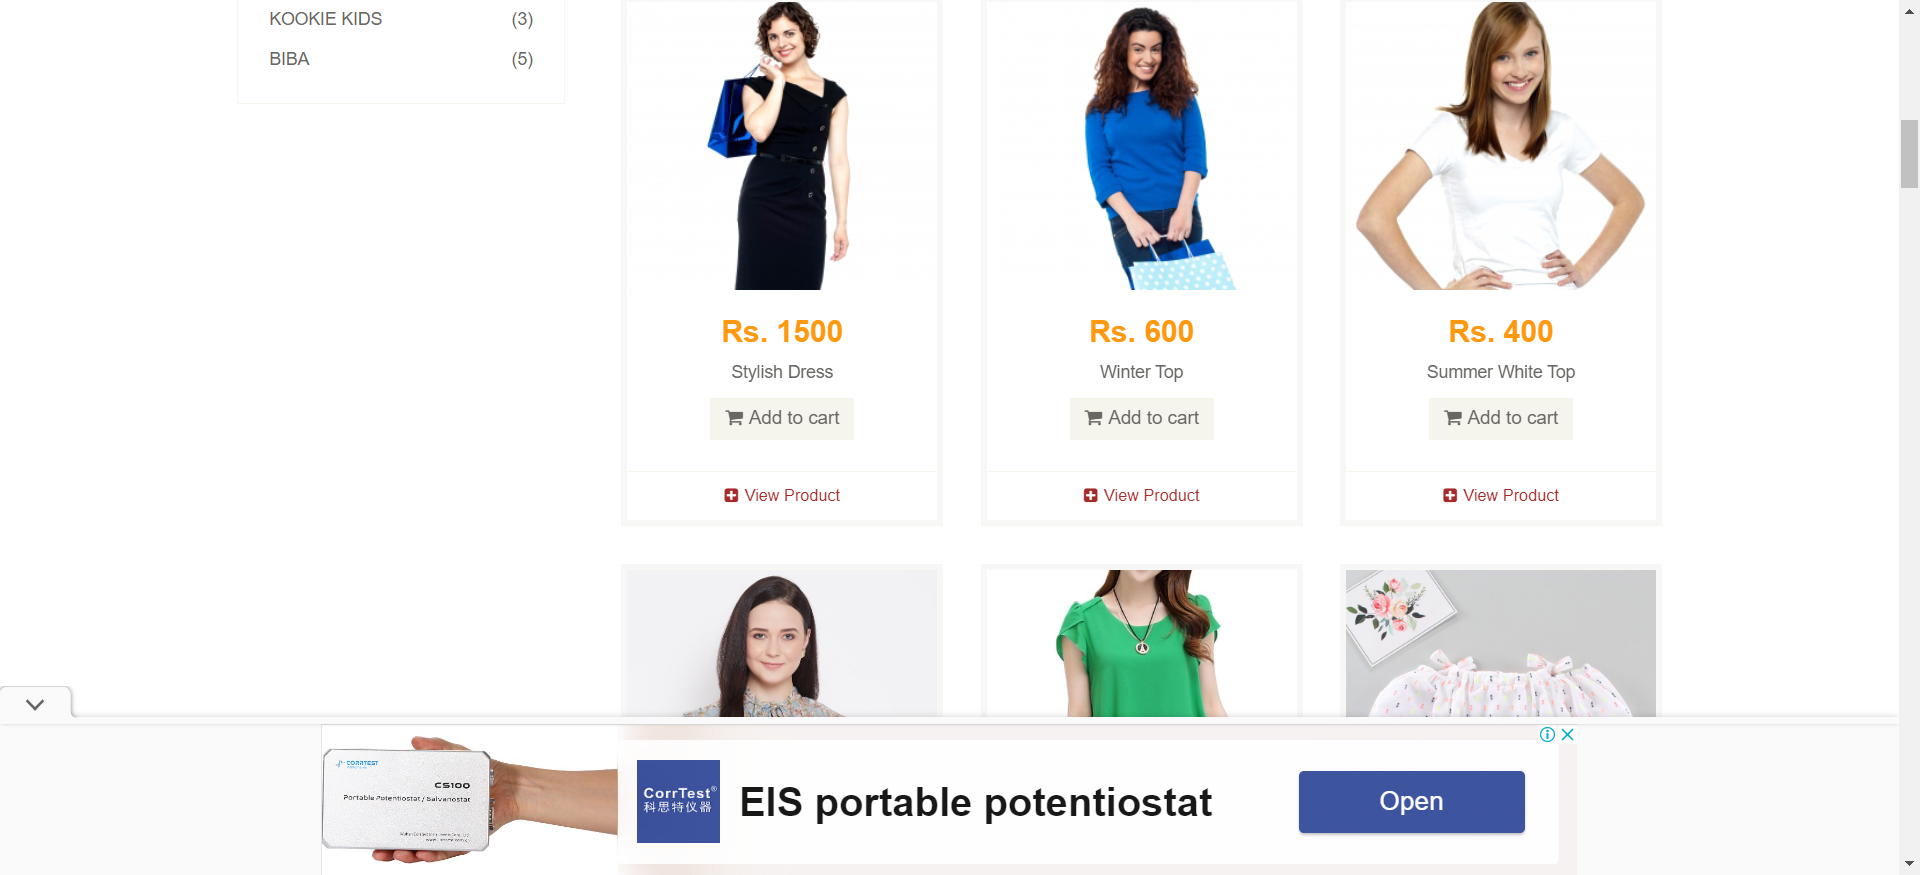 KOOKIE KIDS (3)
BIBA (5)
Rs. 1500
Stylish Dress
Add to cart
View Product
Rs. 600
Winter Top
Add to cart
View Product
Rs. 400
Summer White Top
Add to cart
View Product
CORRTEST
CS100
Portable Potentiostat / Galvanostat
CorrTest®
科思特仪器
EIS portable potentiostat
Open